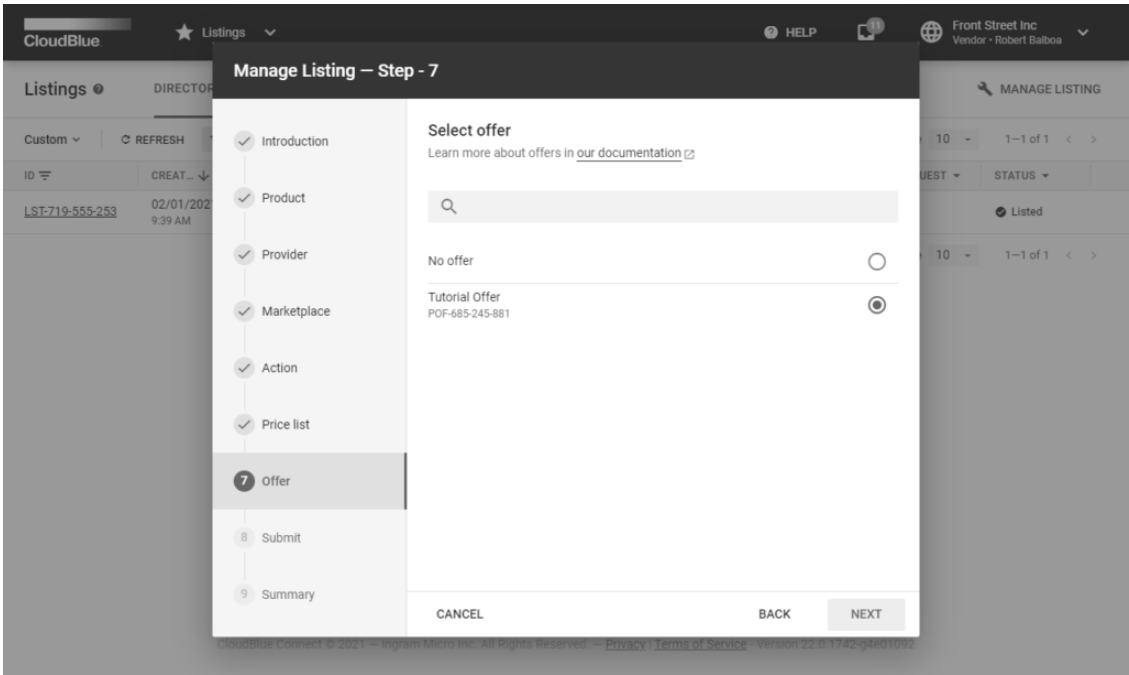 CloudBlue
Listings
HELP
11
Front Street Inc
Vendor • Robert Balboa
Listings
DIRECTOR
MANAGE LISTING
Custom
REFRESH
10
1–1 of 1
ID
CREAT...
UEST
STATUS
LST-719-555-253
02/01/202
9:39 AM
Listed
10
1–1 of 1
Manage Listing — Step - 7
Introduction
Product
Provider
Marketplace
Action
Price list
7 Offer
8 Submit
9 Summary
Select offer
Learn more about offers in our documentation
No offer
Tutorial Offer
POF-685-245-881
CANCEL
BACK
NEXT
CloudBlue Connect © 2021 — Ingram Micro Inc. All Rights Reserved. — Privacy | Terms of Service - Version 22.0.1742-g4e01092